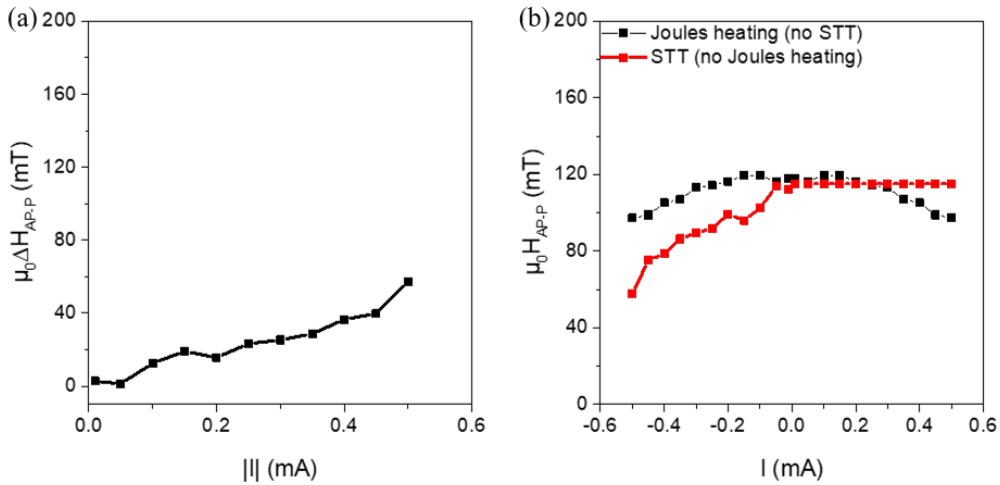 (a)
200
160
120
80
40
0
μ₀ΔH_AP-P (mT)
0.0 0.2 0.4 0.6
|I| (mA)
(b)
200
160
120
80
40
0
μ₀H_AP-P (mT)
Joules heating (no STT)
STT (no Joules heating)
-0.6 -0.4 -0.2 0.0 0.2 0.4 0.6
I (mA)